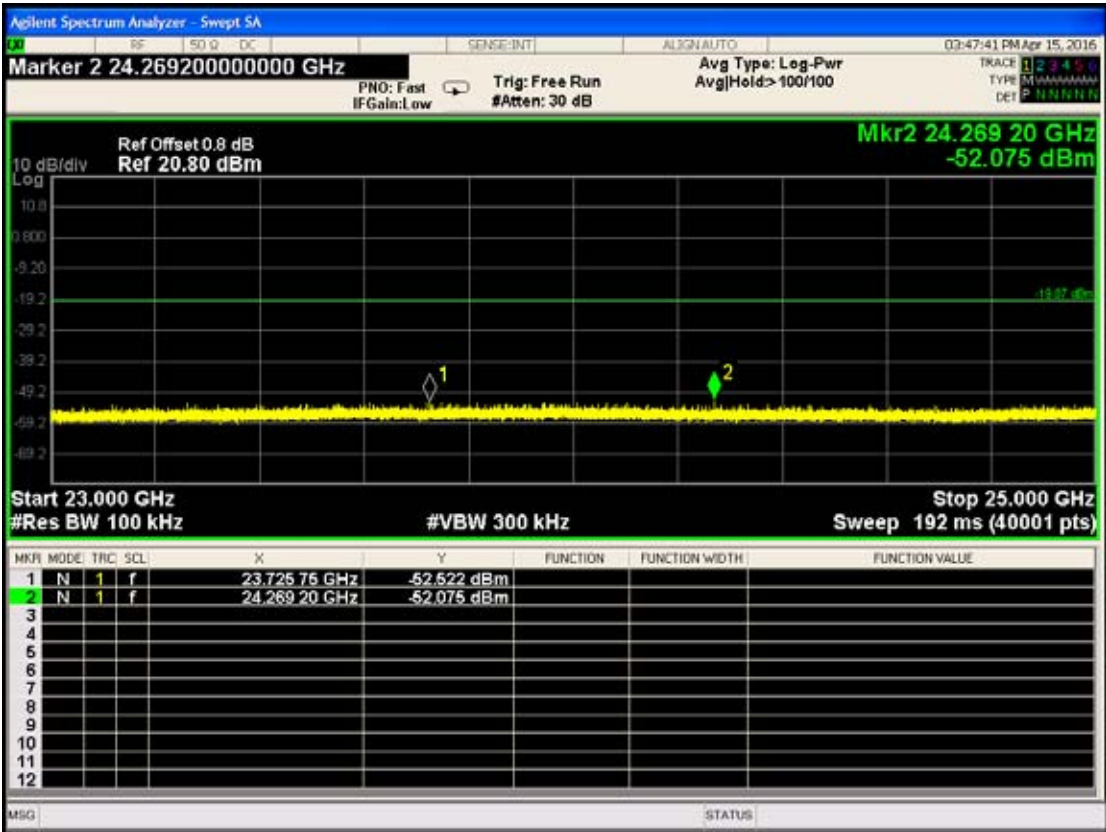 Agilent Spectrum Analyzer - Swept SA
LXI RF 50 Ω DC SENSE:INT ALIGN AUTO 03:47:41 PM Apr 15, 2016
Marker 2 24.269200000000 GHz
PNO: Fast
IFGain:Low
Trig: Free Run
#Atten: 30 dB
Avg Type: Log-Pwr
Avg|Hold:>100/100
TRACE 1 2 3 4 5 6
TYPE M WWWWW
DET P N N N N N
Mkr2 24.269 20 GHz
-52.075 dBm
Ref Offset 0.8 dB
10 dB/div Ref 20.80 dBm
Log
10.8
0.800
-9.20
-19.2
-19.07 dBm
-29.2
-39.2
1
2
-49.2
-59.2
-69.2
Start 23.000 GHz Stop 25.000 GHz
#Res BW 100 kHz #VBW 300 kHz Sweep 192 ms (40001 pts)
MKR MODE TRC SCL X Y FUNCTION FUNCTION WIDTH FUNCTION VALUE
1 N 1 f 23.725 75 GHz -52.522 dBm
2 N 1 f 24.269 20 GHz -52.075 dBm
3
4
5
6
7
8
9
10
11
12
MSG STATUS